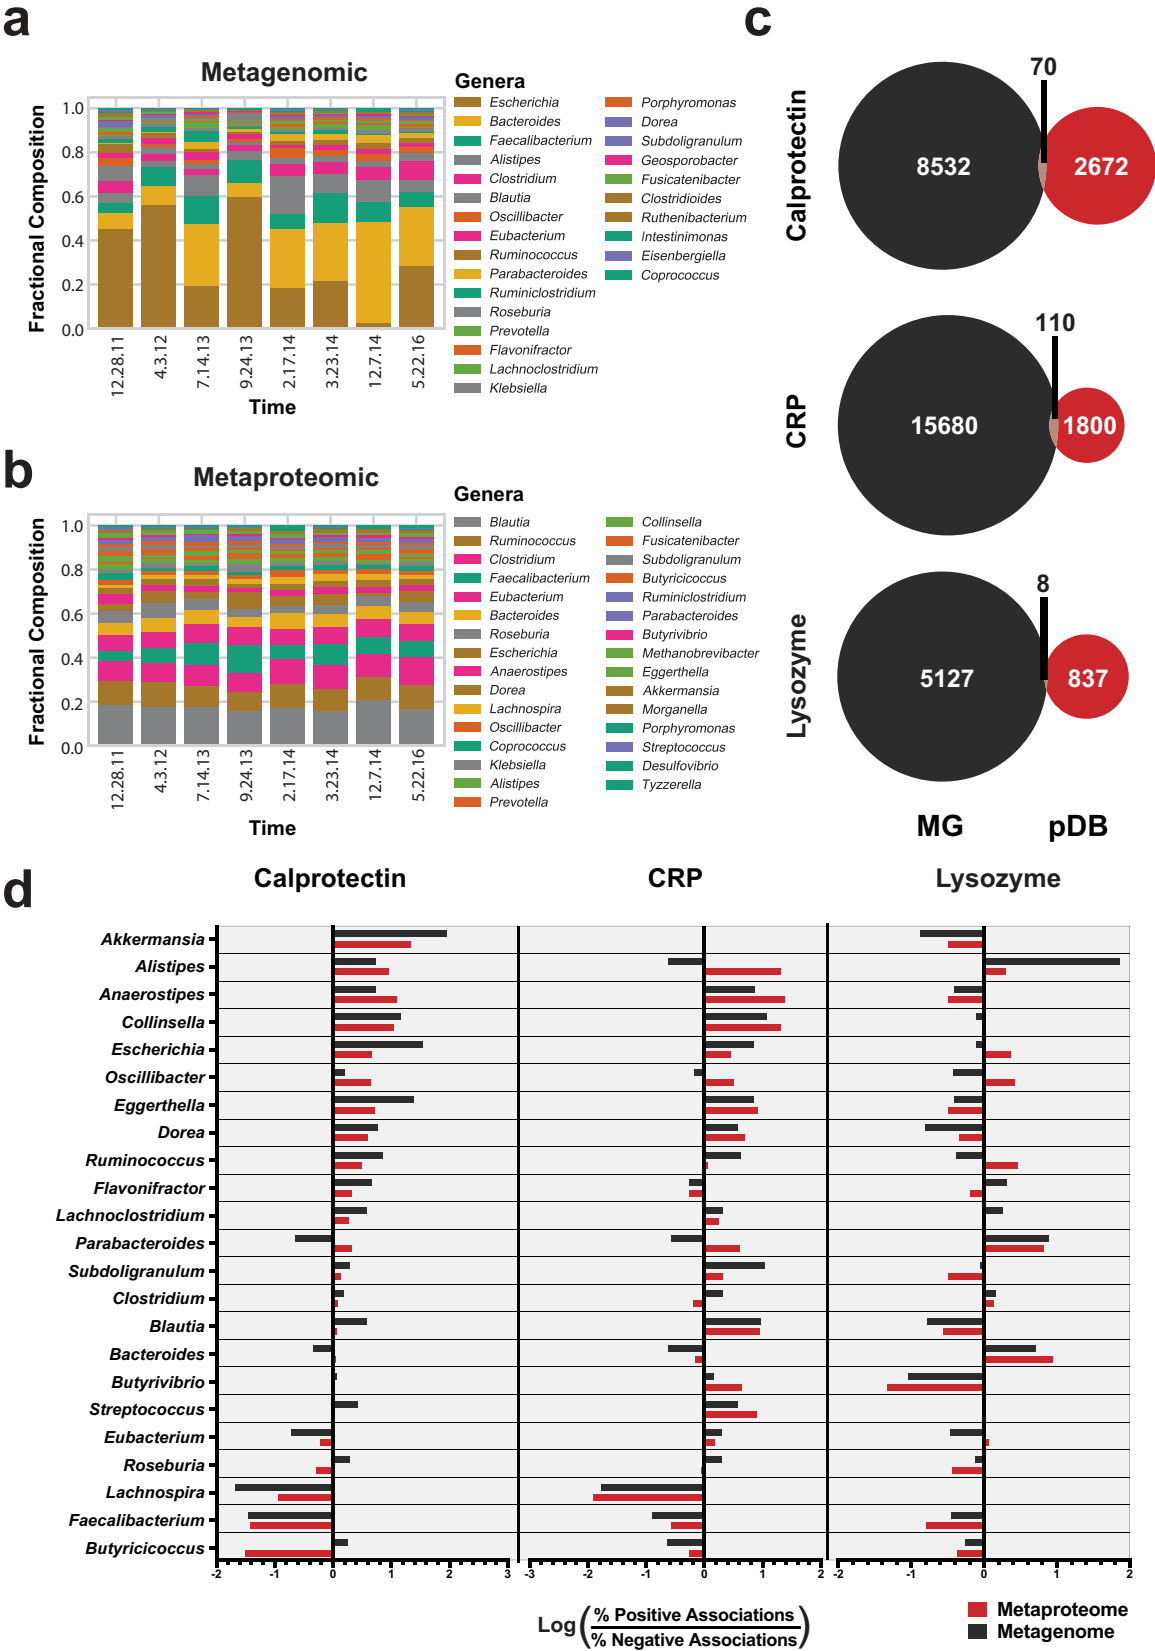 a
Metagenomic
Fractional Composition
1.0
0.8
0.6
0.4
0.2
0.0
12.28.11
4.3.12
7.14.13
9.24.13
2.17.14
3.23.14
12.7.14
5.22.16
Time
Genera
Escherichia
Bacteroides
Faecalibacterium
Alistipes
Clostridium
Blautia
Oscillibacter
Eubacterium
Ruminococcus
Parabacteroides
Ruminiclostridium
Roseburia
Prevotella
Flavonifractor
Lachnoclostridium
Klebsiella
Porphyromonas
Dorea
Subdoligranulum
Geosporobacter
Fusicatenibacter
Clostridioides
Ruthenibacterium
Intestinimonas
Eisenbergiella
Coprococcus
b
Metaproteomic
Fractional Composition
1.0
0.8
0.6
0.4
0.2
0.0
12.28.11
4.3.12
7.14.13
9.24.13
2.17.14
3.23.14
12.7.14
5.22.16
Time
Genera
Blautia
Ruminococcus
Clostridium
Faecalibacterium
Eubacterium
Bacteroides
Roseburia
Escherichia
Anaerostipes
Dorea
Lachnospira
Oscillibacter
Coprococcus
Klebsiella
Alistipes
Prevotella
Collinsella
Fusicatenibacter
Subdoligranulum
Butyricicoccus
Ruminiclostridium
Parabacteroides
Butyrivibrio
Methanobrevibacter
Eggerthella
Akkermansia
Morganella
Porphyromonas
Streptococcus
Desulfovibrio
Tyzzerella
c
Calprotectin
8532
70
2672
CRP
15680
110
1800
Lysozyme
5127
8
837
MG pDB
d
Calprotectin CRP Lysozyme
Akkermansia
Alistipes
Anaerostipes
Collinsella
Escherichia
Oscillibacter
Eggerthella
Dorea
Ruminococcus
Flavonifractor
Lachnoclostridium
Parabacteroides
Subdoligranulum
Clostridium
Blautia
Bacteroides
Butyrivibrio
Streptococcus
Eubacterium
Roseburia
Lachnospira
Faecalibacterium
Butyricicoccus
-2 -1 0 1 2 3
-3 -2 -1 0 1 2
-2 -1 0 1 2
Log(% Positive Associations
% Negative Associations)
Metaproteome
Metagenome